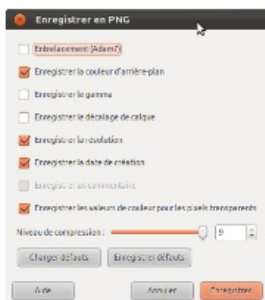 Enregistrer en PNG
Entrelacement (Adam7)
Enregistrer la couleur d'arrière-plan
Enregistrer le gamma
Enregistrer le décalage de calque
Enregistrer la résolution
Enregistrer la date de création
Enregistrer un commentaire
Enregistrer les valeurs de couleur pour les pixels transparents
Niveau de compression : 9
Charger défauts Enregistrer défauts
Aide Annuler Enregistrer